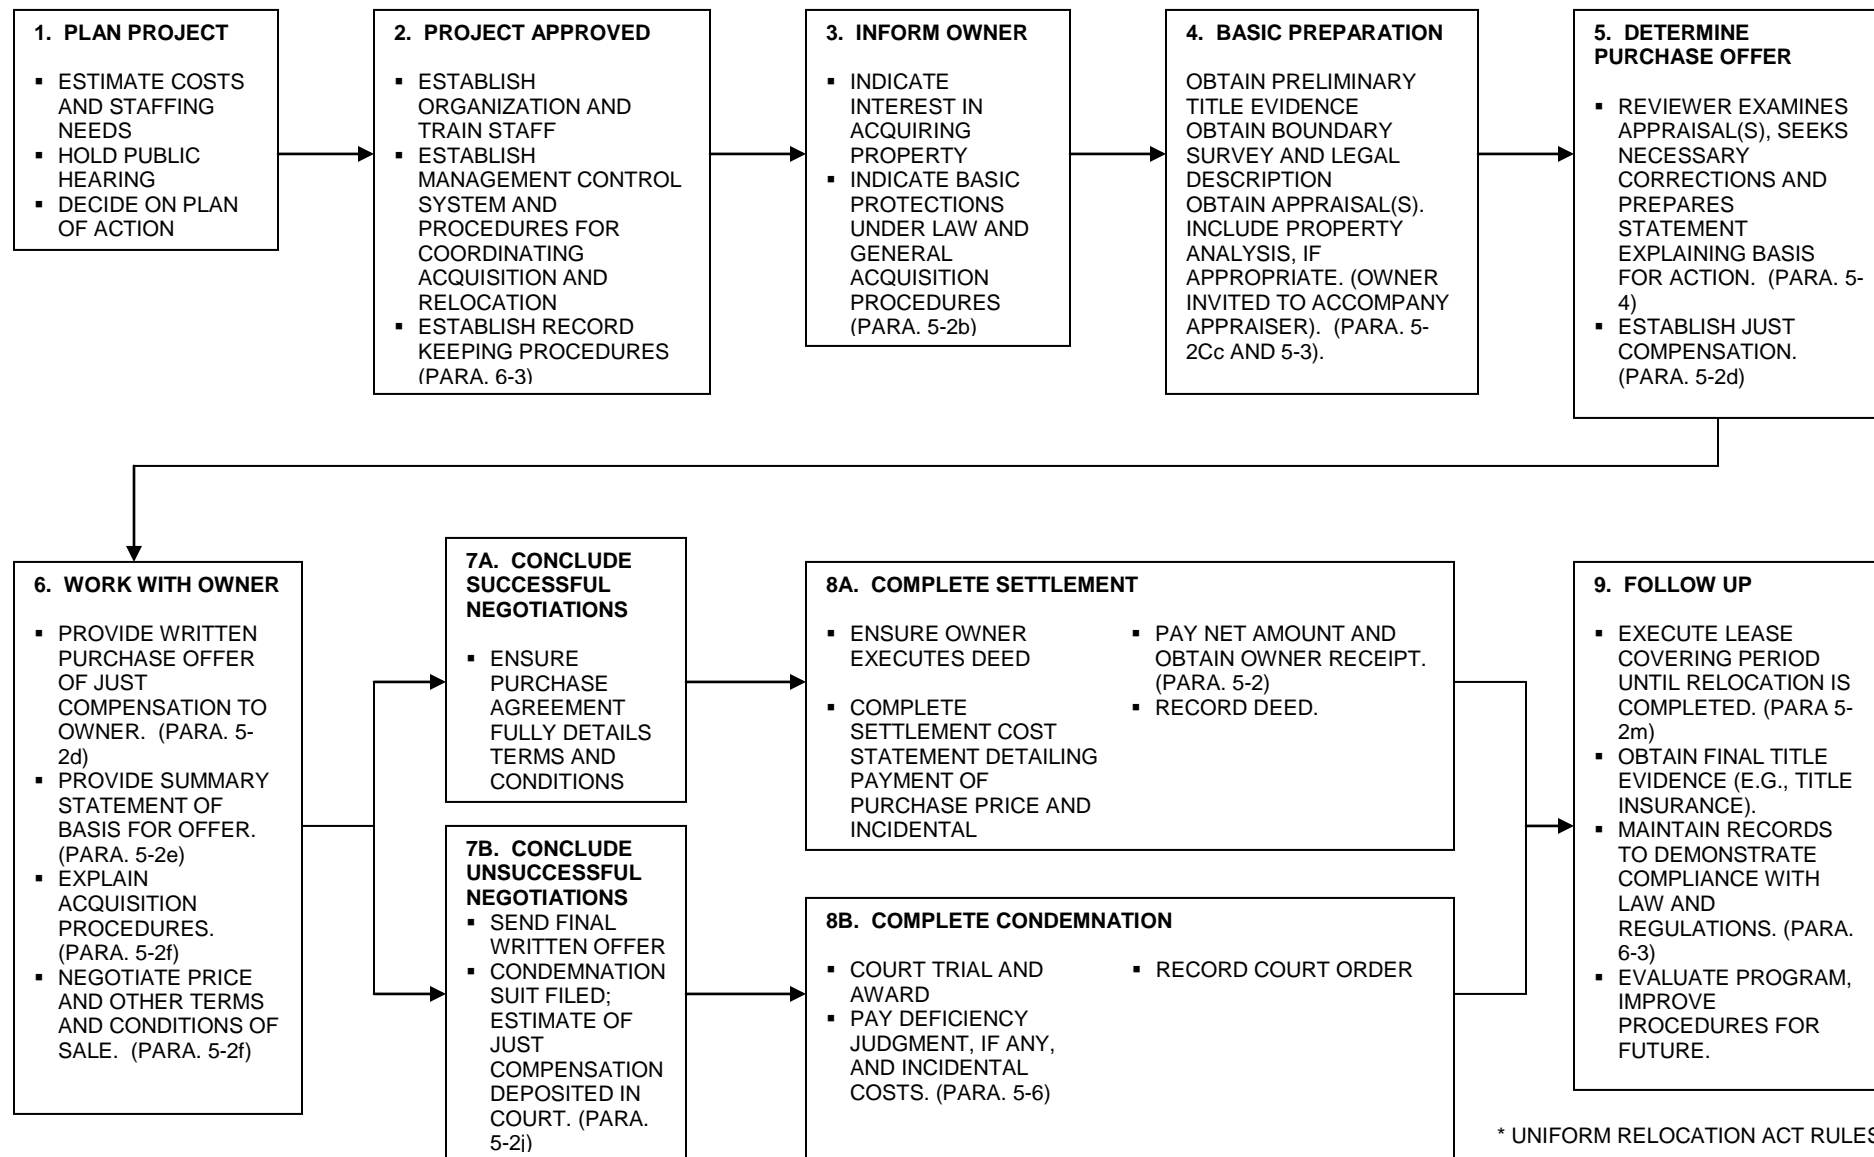 1. PLAN PROJECT
▪ ESTIMATE COSTS
AND STAFFING
NEEDS
▪ HOLD PUBLIC
HEARING
▪ DECIDE ON PLAN
OF ACTION
2. PROJECT APPROVED
▪ ESTABLISH
ORGANIZATION AND
TRAIN STAFF
▪ ESTABLISH
MANAGEMENT CONTROL
SYSTEM AND
PROCEDURES FOR
COORDINATING
ACQUISITION AND
RELOCATION
▪ ESTABLISH RECORD
KEEPING PROCEDURES
(PARA. 6-3)
3. INFORM OWNER
▪ INDICATE
INTEREST IN
ACQUIRING
PROPERTY
▪ INDICATE BASIC
PROTECTIONS
UNDER LAW AND
GENERAL
ACQUISITION
PROCEDURES
(PARA. 5-2b)
4. BASIC PREPARATION
OBTAIN PRELIMINARY
TITLE EVIDENCE
OBTAIN BOUNDARY
SURVEY AND LEGAL
DESCRIPTION
OBTAIN APPRAISAL(S).
INCLUDE PROPERTY
ANALYSIS, IF
APPROPRIATE. (OWNER
INVITED TO ACCOMPANY
APPRAISER). (PARA. 5-
2Cc AND 5-3).
5. DETERMINE
PURCHASE OFFER
▪ REVIEWER EXAMINES
APPRAISAL(S), SEEKS
NECESSARY
CORRECTIONS AND
PREPARES
STATEMENT
EXPLAINING BASIS
FOR ACTION. (PARA. 5-
4)
▪ ESTABLISH JUST
COMPENSATION.
(PARA. 5-2d)
6. WORK WITH OWNER
▪ PROVIDE WRITTEN
PURCHASE OFFER
OF JUST
COMPENSATION TO
OWNER. (PARA. 5-
2d)
▪ PROVIDE SUMMARY
STATEMENT OF
BASIS FOR OFFER.
(PARA. 5-2e)
▪ EXPLAIN
ACQUISITION
PROCEDURES.
(PARA. 5-2f)
▪ NEGOTIATE PRICE
AND OTHER TERMS
AND CONDITIONS OF
SALE. (PARA. 5-2f)
7A. CONCLUDE
SUCCESSFUL
NEGOTIATIONS
▪ ENSURE
PURCHASE
AGREEMENT
FULLY DETAILS
TERMS AND
CONDITIONS
7B. CONCLUDE
UNSUCCESSFUL
NEGOTIATIONS
▪ SEND FINAL
WRITTEN OFFER
▪ CONDEMNATION
SUIT FILED;
ESTIMATE OF
JUST
COMPENSATION
DEPOSITED IN
COURT. (PARA.
5-2j)
8A. COMPLETE SETTLEMENT
▪ ENSURE OWNER
EXECUTES DEED
▪ COMPLETE
SETTLEMENT COST
STATEMENT DETAILING
PAYMENT OF
PURCHASE PRICE AND
INCIDENTAL
▪ PAY NET AMOUNT AND
OBTAIN OWNER RECEIPT.
(PARA. 5-2)
▪ RECORD DEED.
8B. COMPLETE CONDEMNATION
▪ COURT TRIAL AND
AWARD
▪ PAY DEFICIENCY
JUDGMENT, IF ANY,
AND INCIDENTAL
COSTS. (PARA. 5-6)
▪ RECORD COURT ORDER
9. FOLLOW UP
▪ EXECUTE LEASE
COVERING PERIOD
UNTIL RELOCATION IS
COMPLETED. (PARA 5-
2m)
▪ OBTAIN FINAL TITLE
EVIDENCE (E.G., TITLE
INSURANCE).
▪ MAINTAIN RECORDS
TO DEMONSTRATE
COMPLIANCE WITH
LAW AND
REGULATIONS. (PARA.
6-3)
▪ EVALUATE PROGRAM,
IMPROVE
PROCEDURES FOR
FUTURE.
* UNIFORM RELOCATION ACT RULES